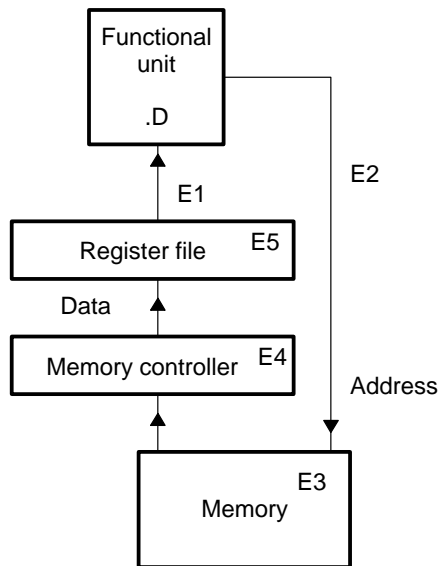 Functional
unit
.D
E2
E1
Register file
E5
Data
Memory controller
E4
Address
E3
Memory